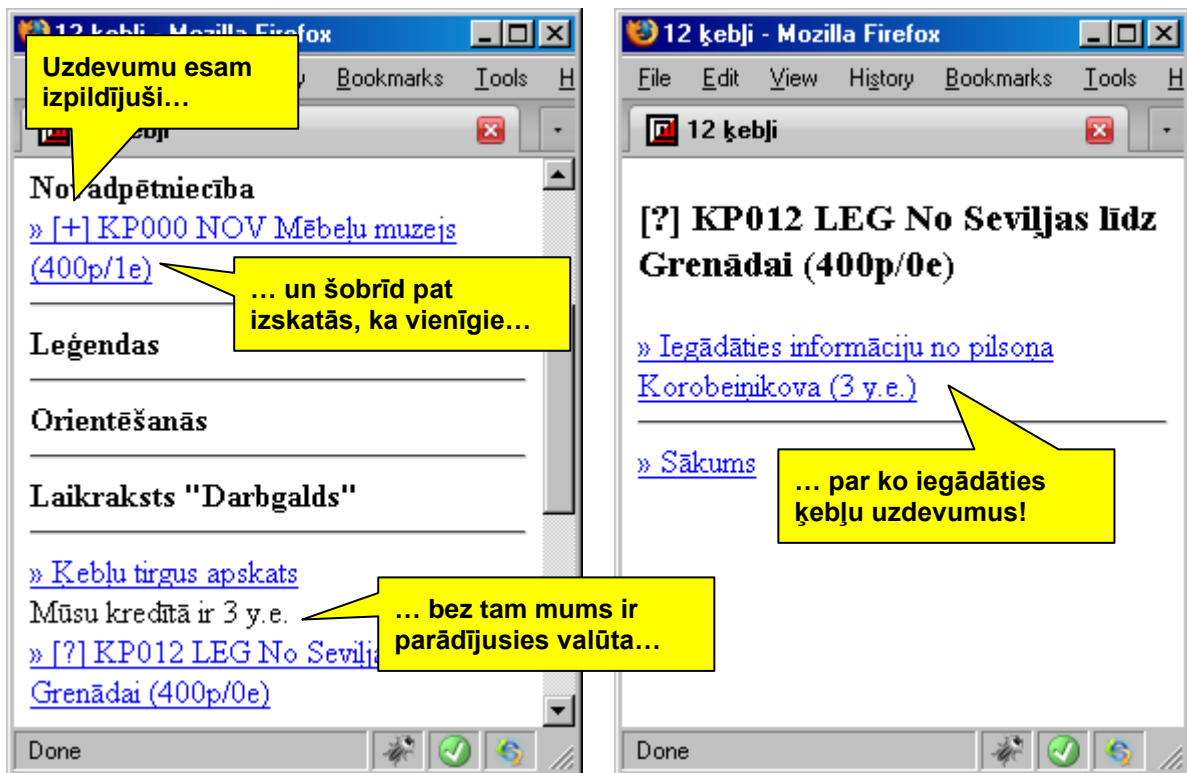 12 ķebļi - Mozilla Firefox
Uzdevumu esam
izpildījuši…
Bookmarks Tools H
ķebļi
Novadpētniecība
» [+] KP000 NOV Mēbeļu muzejs
(400p/1e)
… un šobrīd pat
izskatās, ka vienīgie…
Leģendas
Orientēšanās
Laikraksts "Darbgalds"
» Ķebļu tirgus apskats
Mūsu kredītā ir 3 y.e.
… bez tam mums ir
parādījusies valūta…
» [?] KP012 LEG No Seviļjas
Grenādai (400p/0e)
Done
12 ķebļi - Mozilla Firefox
File Edit View History Bookmarks Tools H
12 ķebļi
[?] KP012 LEG No Seviļjas līdz
Grenādai (400p/0e)
» Iegādāties informāciju no pilsoņa
Korobeiņikova (3 y.e.)
… par ko iegādāties
ķebļu uzdevumus!
» Sākums
Done